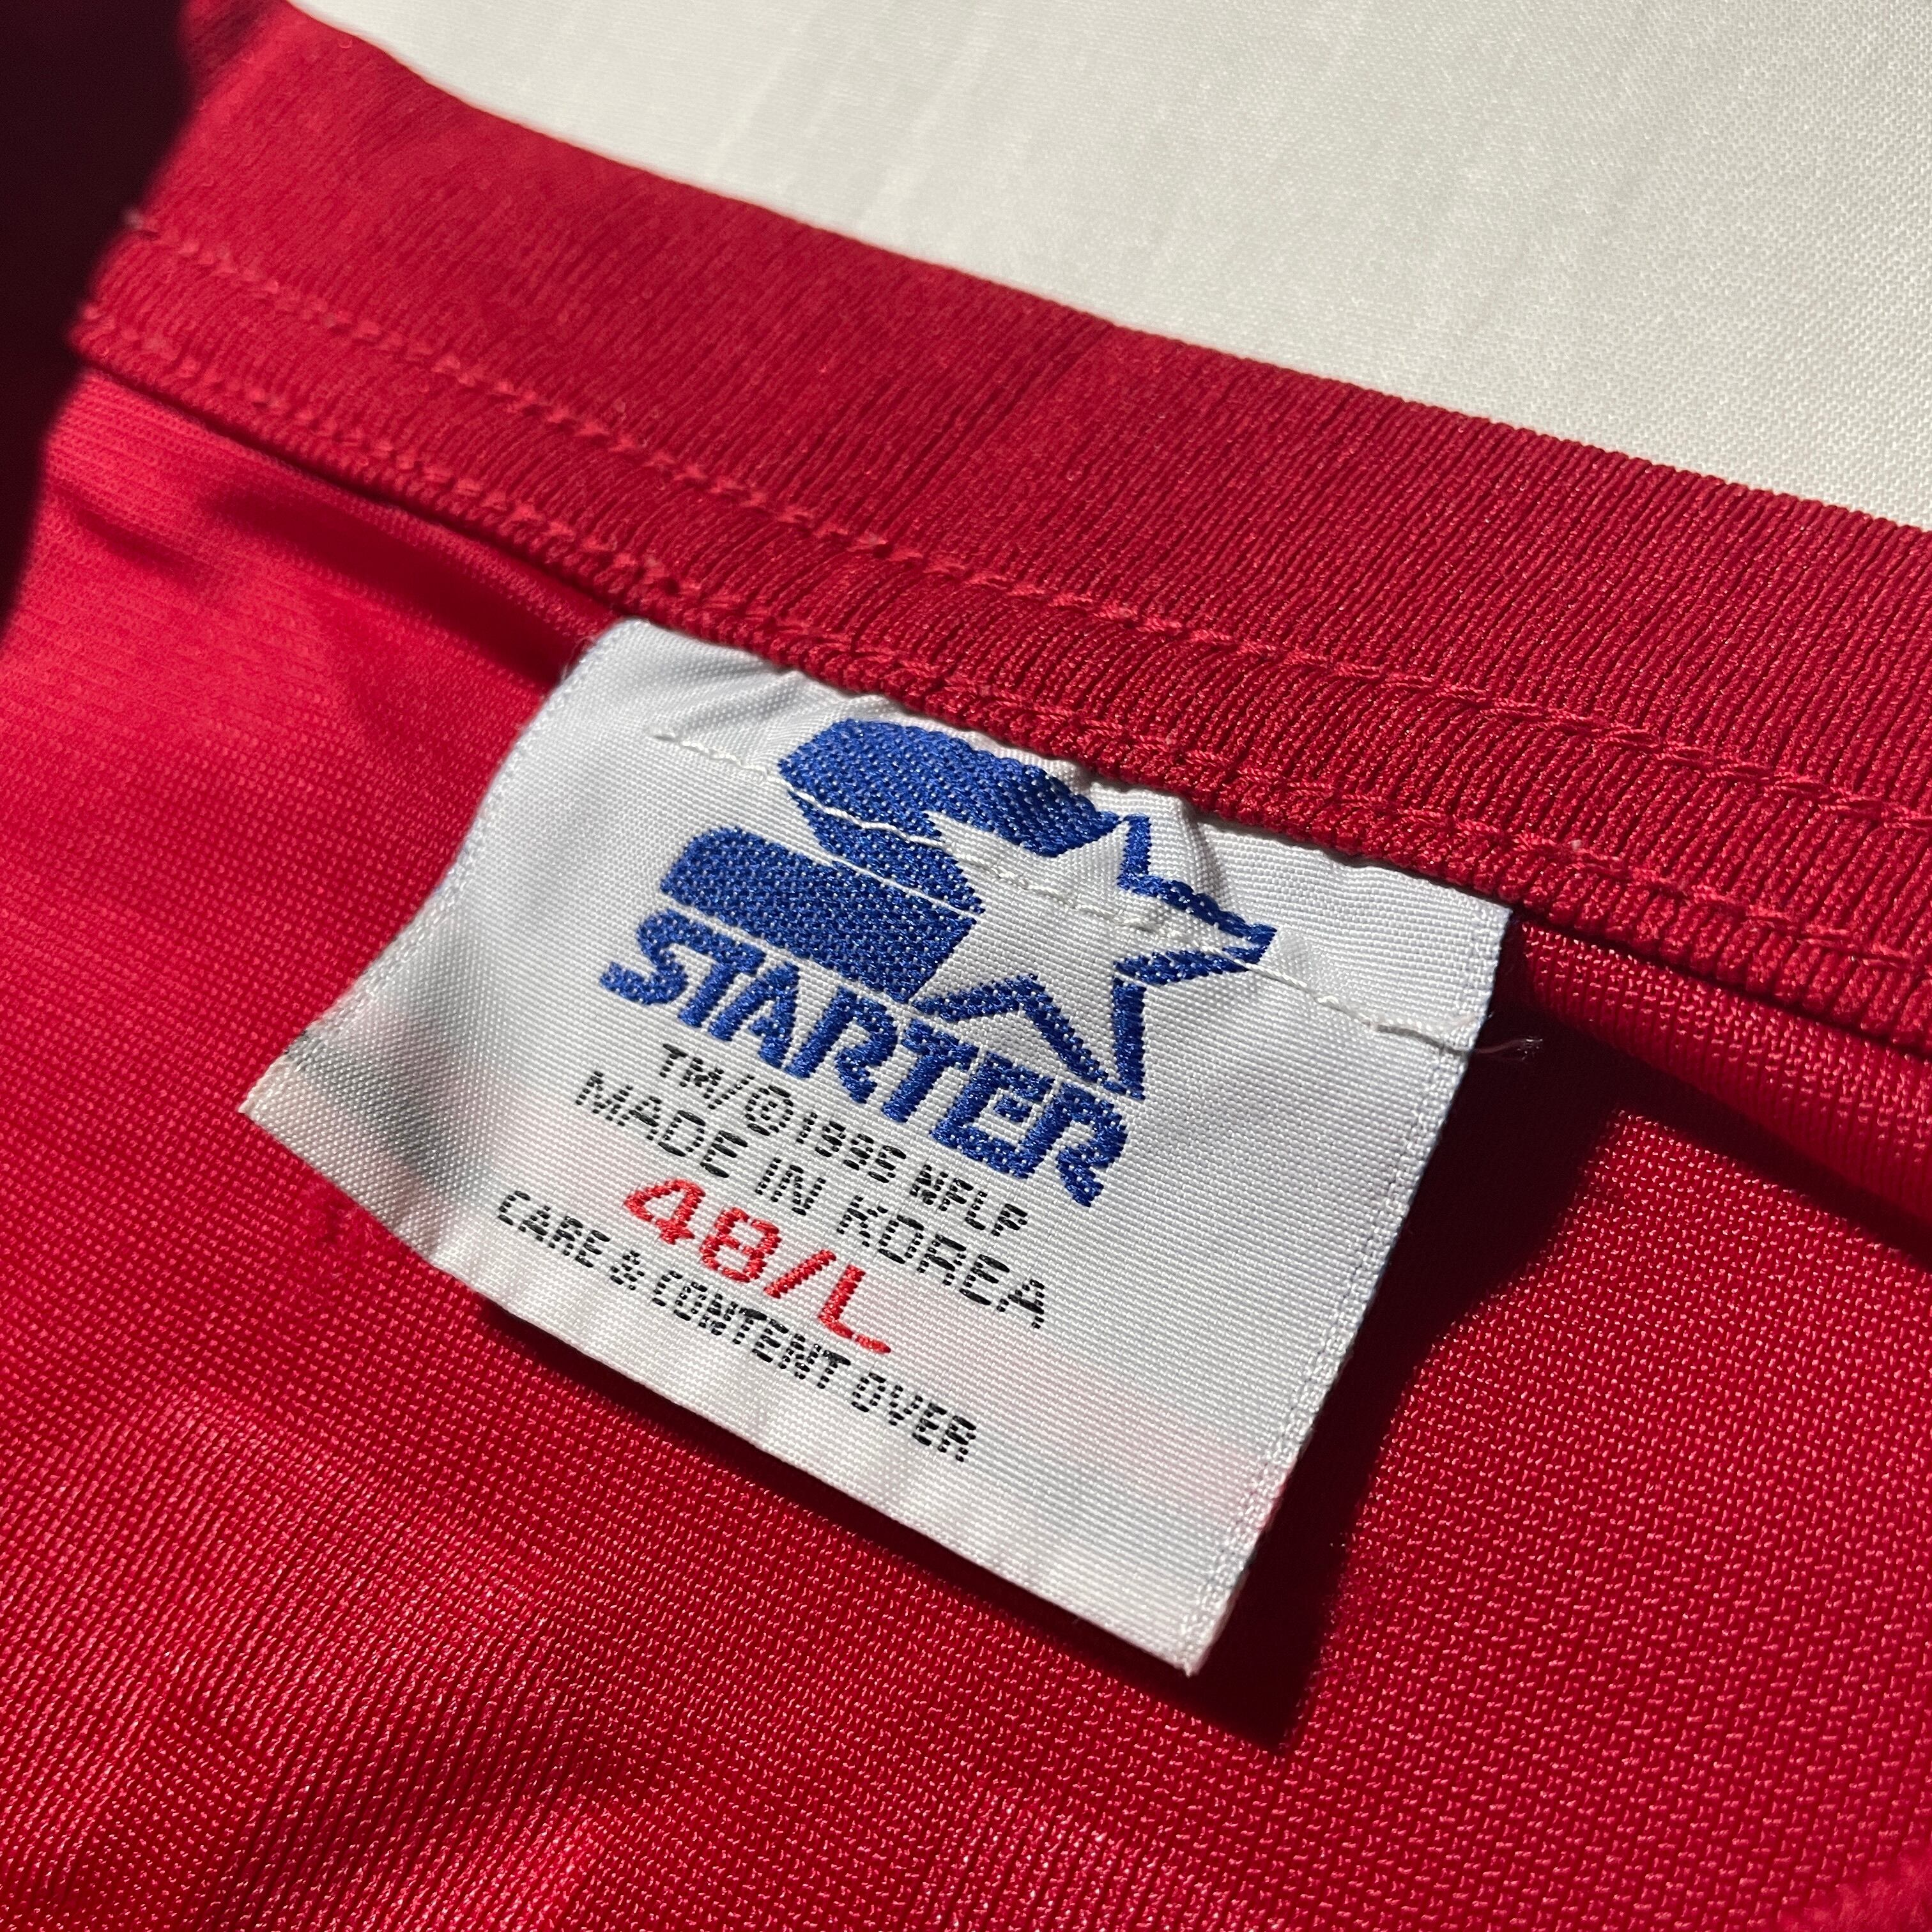 STARTER
TM/©1995 NFLP
MADE IN KOREA
48/L
CARE & CONTENT OVER